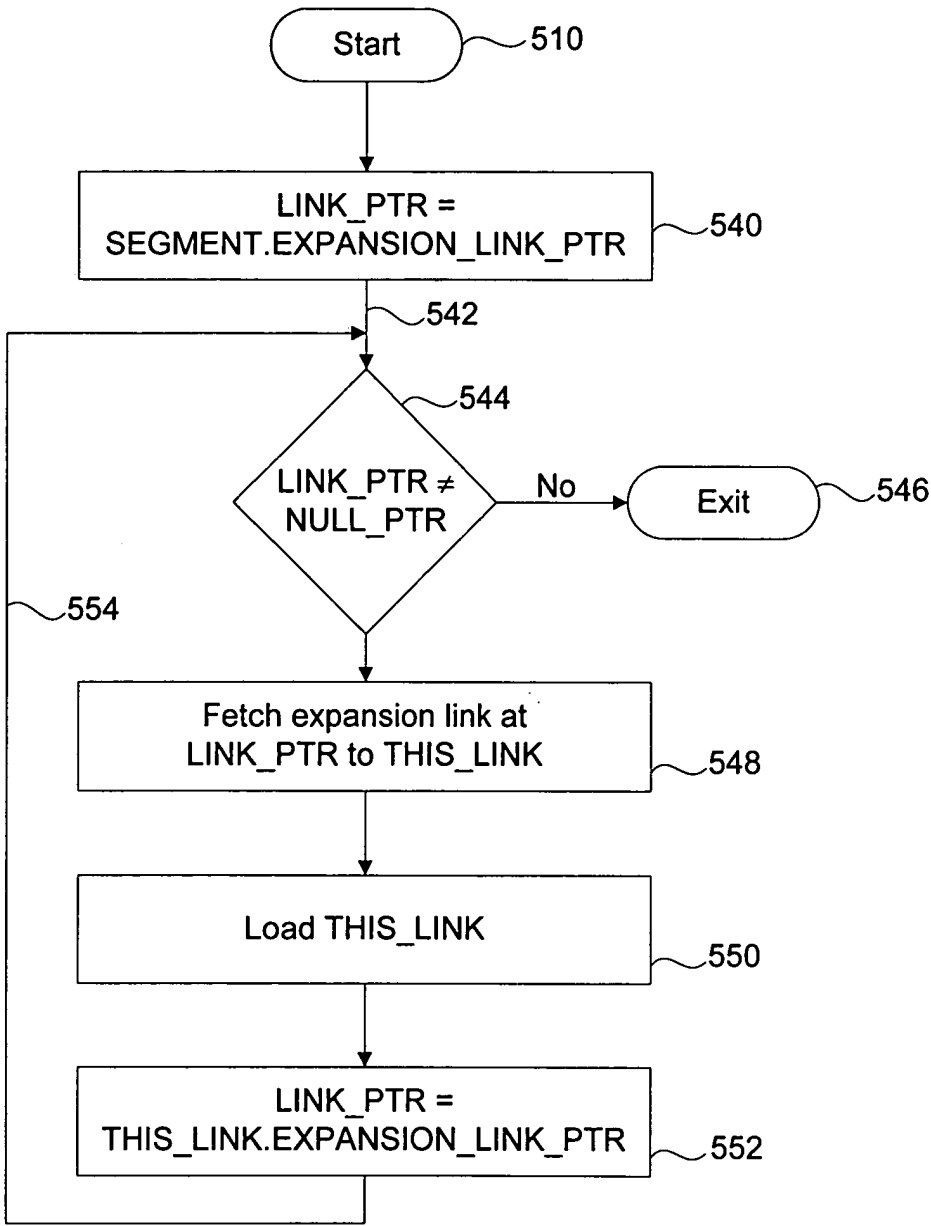 Start
510
LINK_PTR =
SEGMENT.EXPANSION_LINK_PTR
540
542
544
LINK_PTR ≠
NULL_PTR
No
Exit
546
554
Fetch expansion link at
LINK_PTR to THIS_LINK
548
Load THIS_LINK
550
LINK_PTR =
THIS_LINK.EXPANSION_LINK_PTR
552